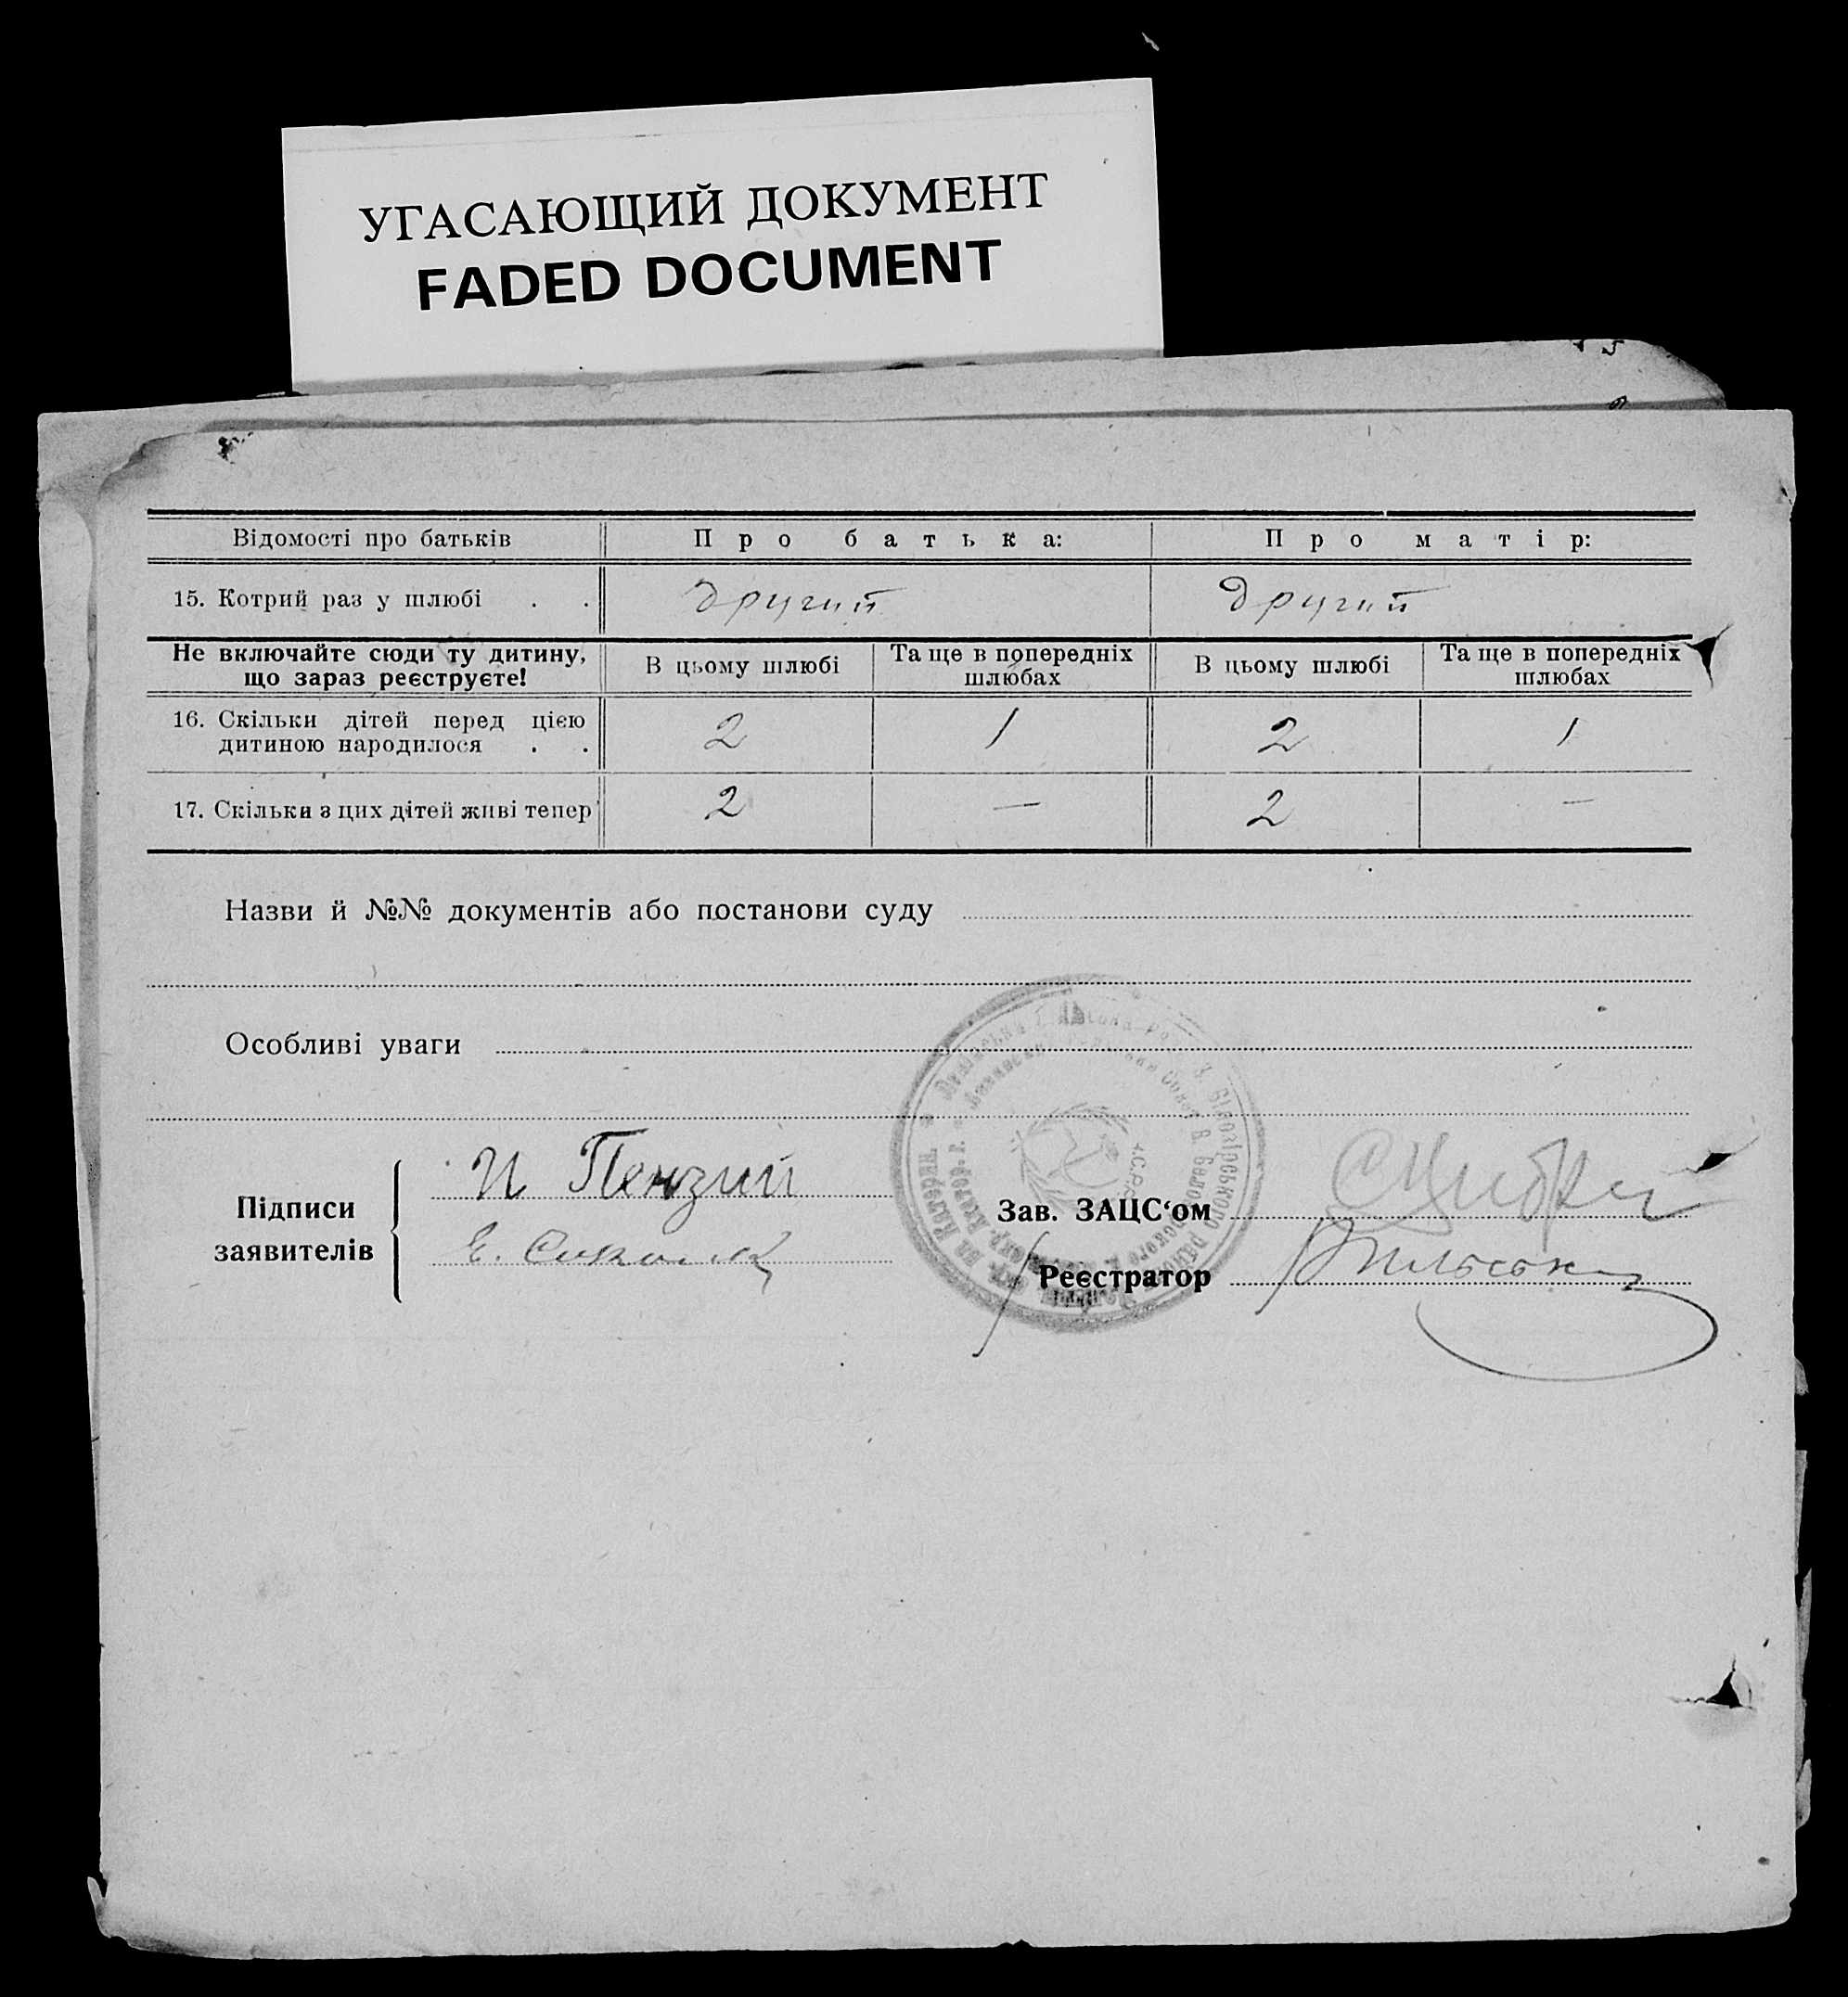 УГАСАЮЩИЙ ДОКУМЕНТ
FADED DOCUMENT
Відомості про батьків Про батька: Про матір:
15. Котрий раз у шлюбі . . другий другий
Не включайте сюди ту дитину,
що зараз реєструєте!
В цьому шлюбі
Та ще в попередніх
шлюбах
В цьому шлюбі
Та ще в попередніх
шлюбах
16. Скільки дітей перед цією
дитиною народилося . . 2 1 2 1
17. Скільки з цих дітей живі тепер 2 — 2 —
Назви й №№ документів або постанови суду
Особливі уваги
Підписи
заявителів
И Пензий
Е.
Зав. ЗАЦС‘ом
Реєстратор